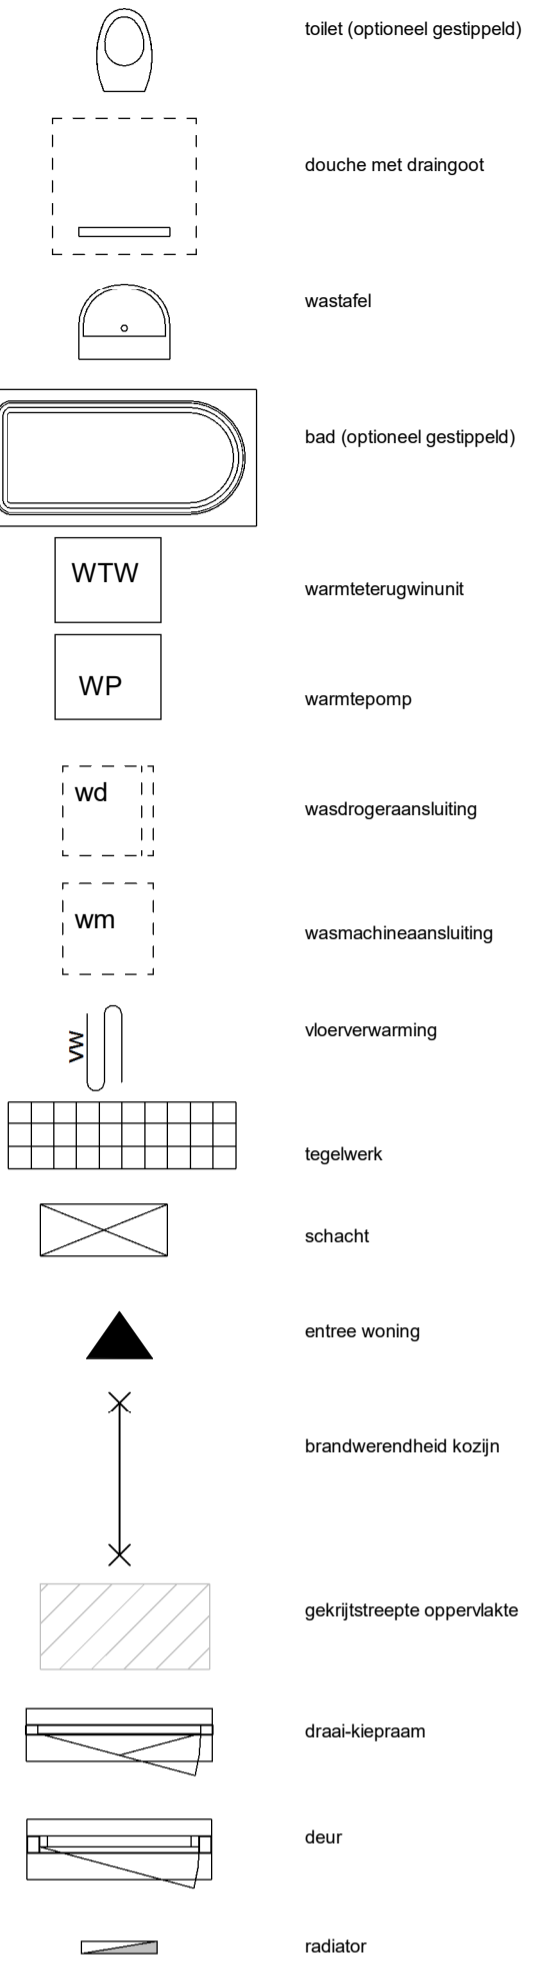 toilet (optioneel gestippeld)
douche met draingoot
wastafel
bad (optioneel gestippeld)
WTW
warmteterugwinunit
WP
warmtepomp
wd
wasdrogeraansluiting
wm
wasmachineaansluiting
vw
vloerverwarming
tegelwerk
schacht
entree woning
brandwerendheid kozijn
gekrijtstreepte oppervlakte
draai-kiepraam
deur
radiator